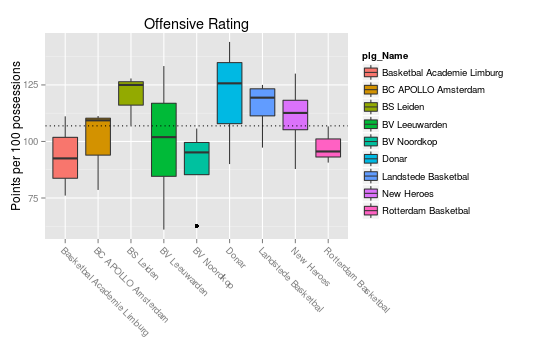 Offensive Rating
Points per 100 possessions
125
100
75
Basketbal Academie Limburg
BC APOLLO Amsterdam
BS Leiden
BV Leeuwarden
BV Noordkop
Donar
Landstede Basketbal
New Heroes
Rotterdam Basketbal
plg_Name
Basketbal Academie Limburg
BC APOLLO Amsterdam
BS Leiden
BV Leeuwarden
BV Noordkop
Donar
Landstede Basketbal
New Heroes
Rotterdam Basketbal